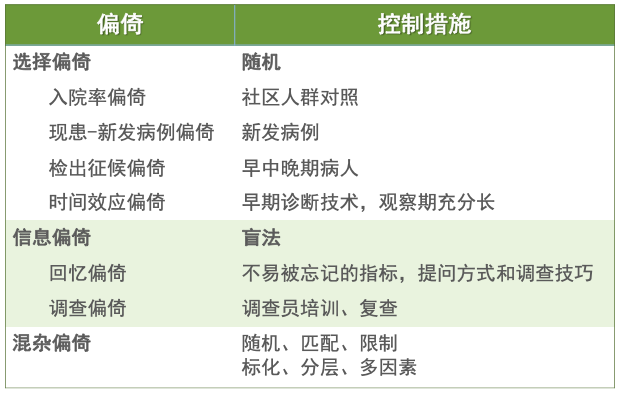 偏倚 控制措施
选择偏倚 随机
入院率偏倚 社区人群对照
现患-新发病例偏倚 新发病例
检出征候偏倚 早中晚期病人
时间效应偏倚 早期诊断技术，观察期充分长
信息偏倚 盲法
回忆偏倚 不易被忘记的指标，提问方式和调查技巧
调查偏倚 调查员培训、复查
混杂偏倚 随机、匹配、限制
标化、分层、多因素